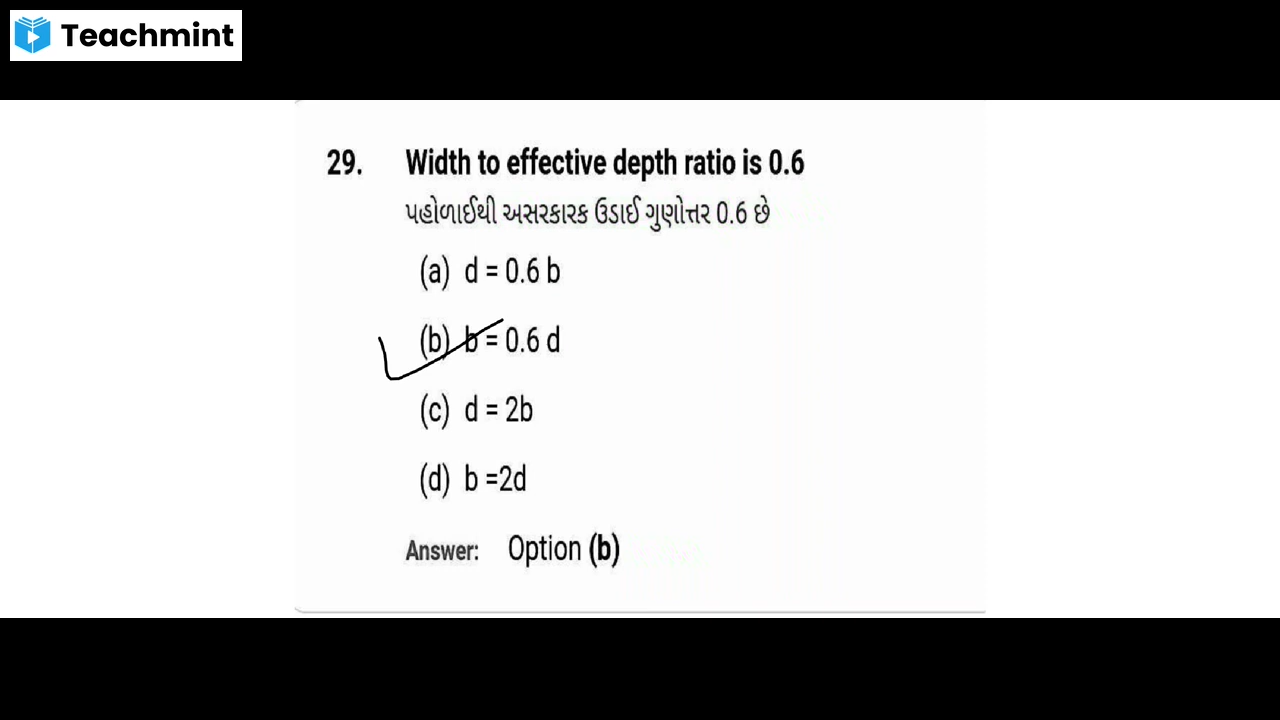 Teachmint
29. Width to effective depth ratio is 0.6
પહોળાઈથી અસરકારક ઉડાઈ ગુણોત્તર 0.6 છે
(a) d = 0.6 b
(b) b = 0.6 d
(c) d = 2b
(d) b =2d
Answer: Option (b)